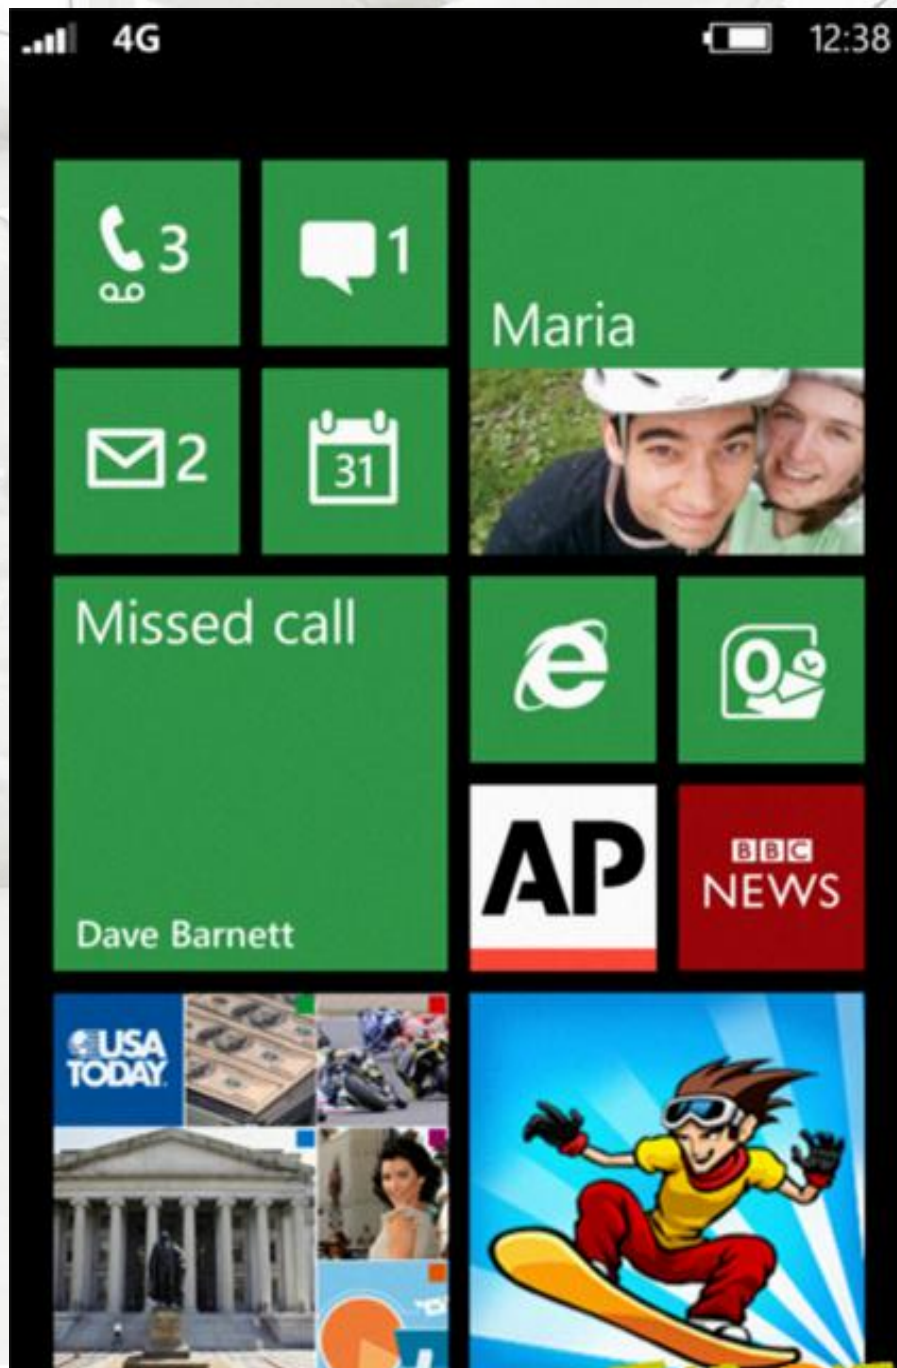 4G 12:38
3
1
Maria
2
31
Missed call
Dave Barnett
AP
BBC
NEWS
USA
TODAY